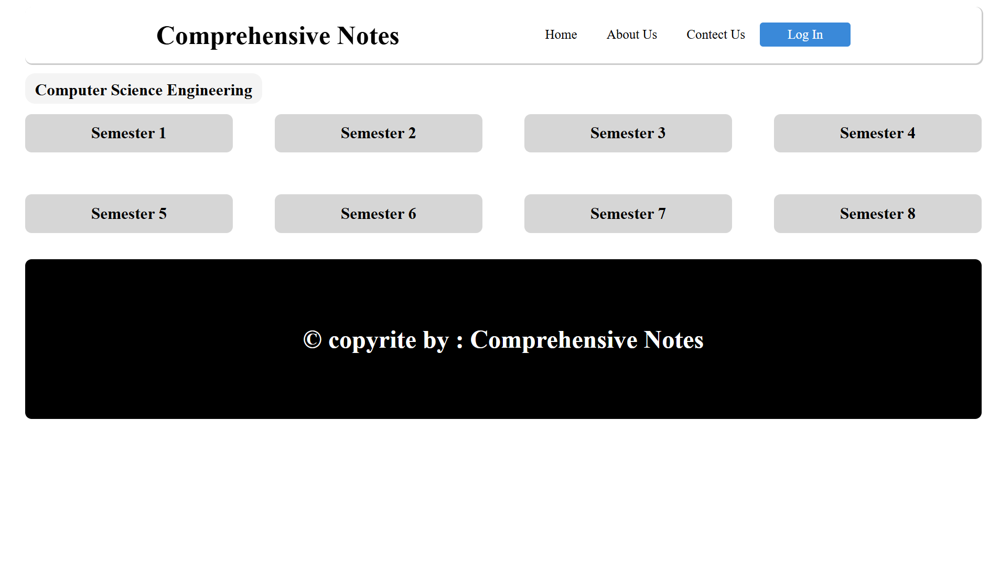 Comprehensive Notes
Home About Us Contect Us Log In
Computer Science Engineering
Semester 1 Semester 2 Semester 3 Semester 4
Semester 5 Semester 6 Semester 7 Semester 8
© copyrite by : Comprehensive Notes